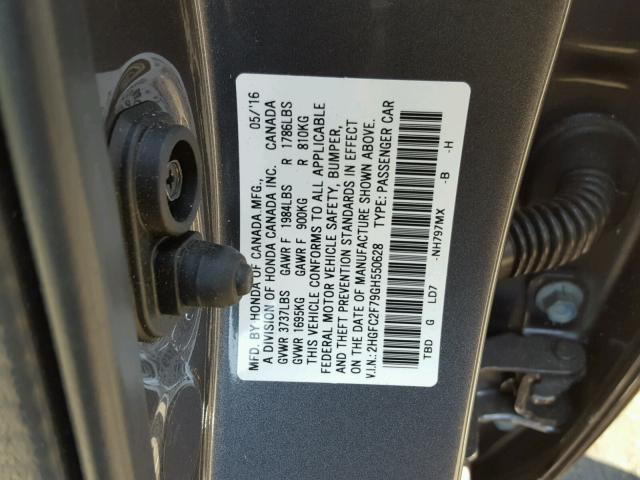 MFD. BY HONDA OF CANADA MFG., 05/'16
A DIVISION OF HONDA CANADA INC. CANADA
GVWR 3737LBS GAWR F 1984LBS R 1786LBS
GVWR 1695KG GAWR F 900KG R 810KG
THIS VEHICLE CONFORMS TO ALL APPLICABLE
FEDERAL MOTOR VEHICLE SAFETY, BUMPER,
AND THEFT PREVENTION STANDARDS IN EFFECT
ON THE DATE OF MANUFACTURE SHOWN ABOVE.
V.I.N.: 2HGFC2F79GH550628 TYPE: PASSENGER CAR
TBD G LD7 -NH797MX -B -H